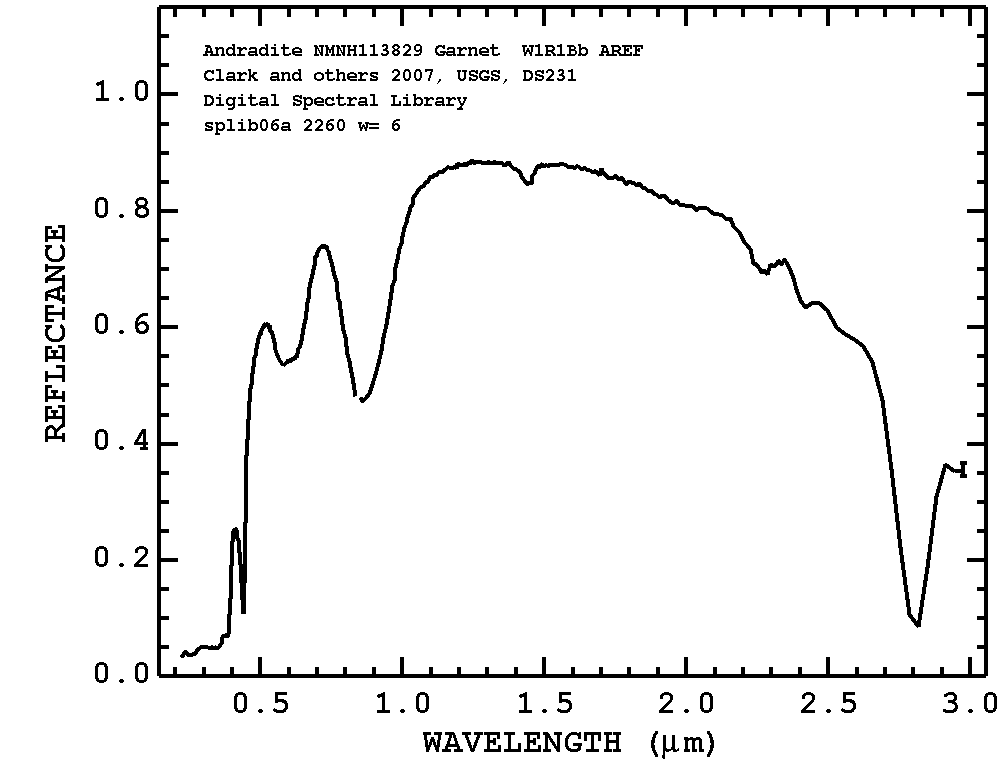 Andradite NMNH113829 Garnet  W1R1Bb AREF
Clark and others 2007, USGS, DS231
Digital Spectral Library
splib06a 2260 w= 6
1.0
0.8
0.6
0.4
0.2
0.0
REFLECTANCE
0.5 1.0 1.5 2.0 2.5 3.0
WAVELENGTH (μm)